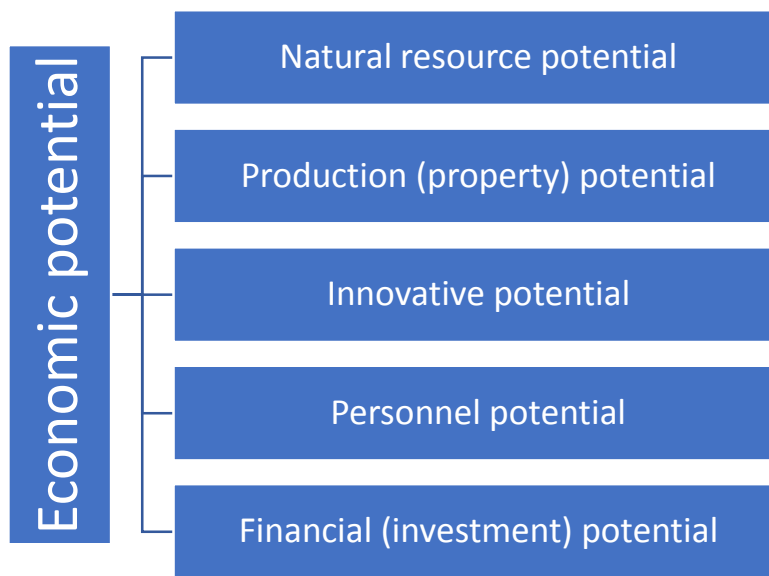 Economic potential
Natural resource potential
Production (property) potential
Innovative potential
Personnel potential
Financial (investment) potential